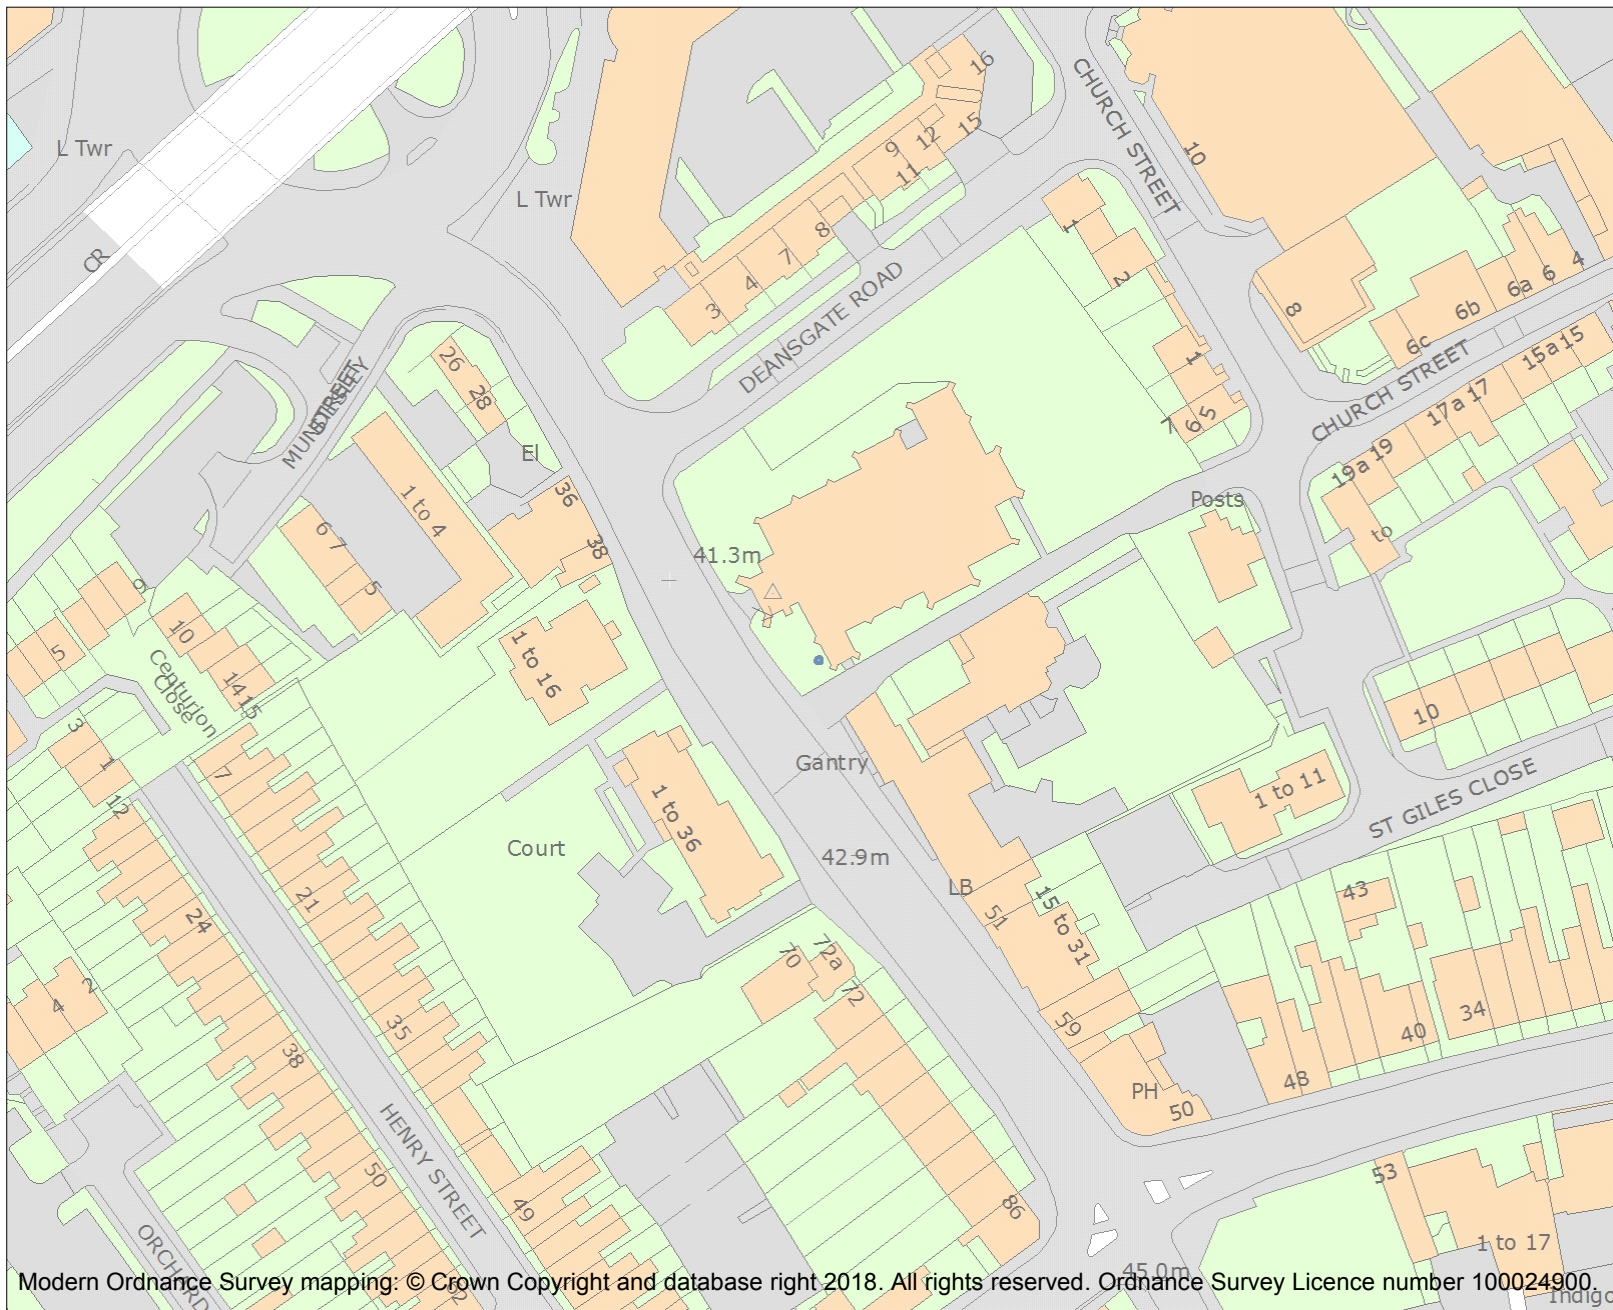 16
CHURCH STREET
10
L Twr
9
12
15
11
L Twr
1
8
CR
7
2
4
3
DEANSGATE ROAD
8
6a
6
4
6b
6c
CHURCH STREET
15a
15
26
28
1
MUNDSLEY
STREET
17a
17
7
6
5
El
19a
19
36
1 to 4
Posts
6
7
38
41.3m
to
5
9
10
5
1 to 16
Centurion
Close
14
15
3
10
1
7
Gantry
1 to 11
ST GILES CLOSE
12
1 to 36
Court
42.9m
LB
43
21
51
15 to 31
24
70
72a
72
2
4
34
35
59
40
38
48
PH
50
HENRY STREET
50
53
49
86
ORCHARD
1 to 17
45.0m
52
Indigo
Modern Ordnance Survey mapping: © Crown Copyright and database right 2018. All rights reserved. Ordnance Survey Licence number 100024900.